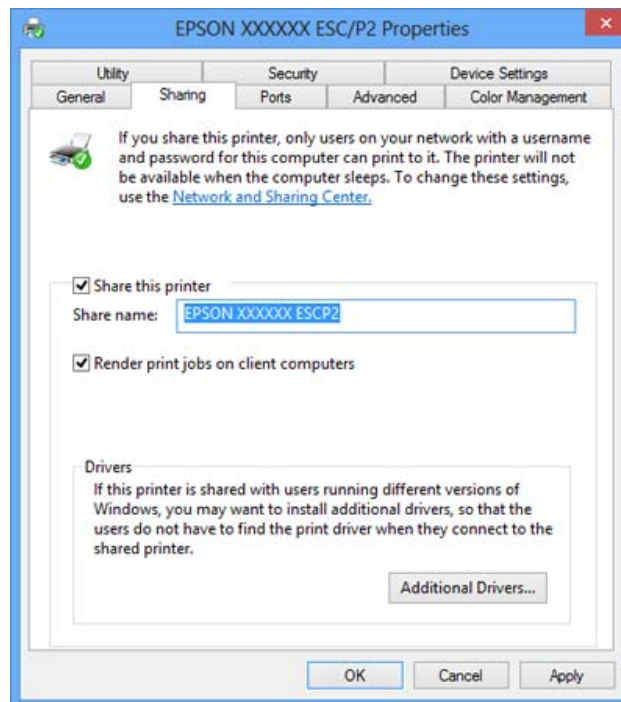 EPSON XXXXXX ESC/P2 Properties
Utility Security Device Settings
General Sharing Ports Advanced Color Management
If you share this printer, only users on your network with a username
and password for this computer can print to it. The printer will not
be available when the computer sleeps. To change these settings,
use the Network and Sharing Center.
Share this printer
Share name: EPSON XXXXXX ESCP2
Render print jobs on client computers
Drivers
If this printer is shared with users running different versions of
Windows, you may want to install additional drivers, so that the
users do not have to find the print driver when they connect to the
shared printer.
Additional Drivers...
OK Cancel Apply